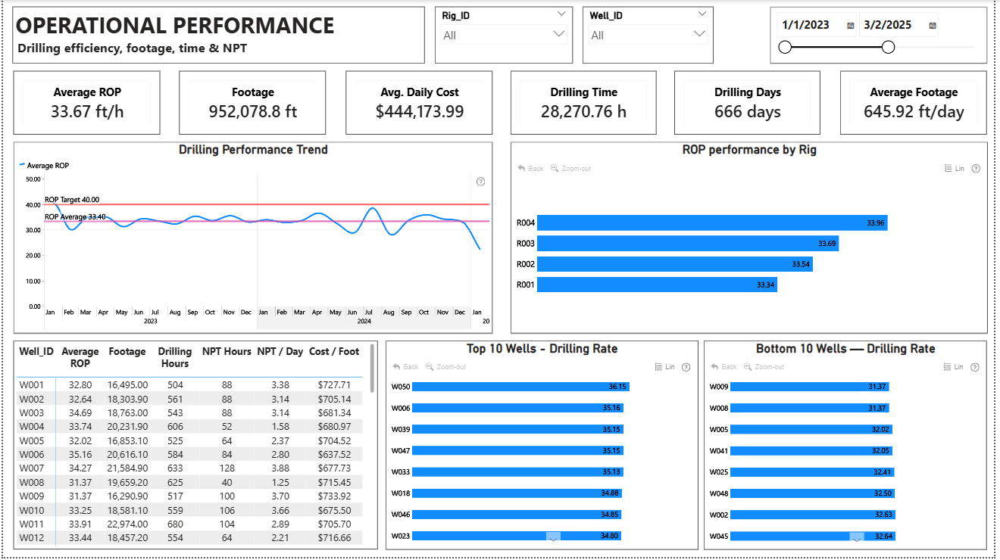 OPERATIONAL PERFORMANCE
Drilling efficiency, footage, time & NPT
Rig_ID
All
Well_ID
All
1/1/2023 3/2/2025
Average ROP
33.67 ft/h
Footage
952,078.8 ft
Avg. Daily Cost
$444,173.99
Drilling Time
28,270.76 h
Drilling Days
666 days
Average Footage
645.92 ft/day
Drilling Performance Trend
Average ROP
50.00
40.00
30.00
20.00
10.00
0.00
ROP Target 40.00
ROP Average 33.40
Jan Feb Mar Apr May Jun Jul Aug Sep Oct Nov Dec Jan Feb Mar Apr May Jun Jul Aug Sep Oct Nov Dec Jan
2023 2024 20
ROP performance by Rig
Back Zoom-out Lin
R004 33.96
R003 33.69
R002 33.54
R001 33.34
Well_ID Average ROP Footage Drilling Hours NPT Hours NPT / Day Cost / Foot
W001 32.80 16,495.00 504 88 3.38 $727.71
W002 32.64 18,303.90 561 88 3.14 $705.14
W003 34.69 18,763.00 543 88 3.14 $681.34
W004 33.74 20,231.90 606 52 1.58 $680.97
W005 32.02 16,853.10 525 64 2.37 $704.52
W006 35.16 20,616.10 584 84 2.80 $637.52
W007 34.27 21,584.90 633 128 3.88 $677.73
W008 31.37 19,659.20 625 40 1.25 $715.45
W009 31.37 16,290.90 517 100 3.70 $733.92
W010 33.25 18,581.10 559 106 3.66 $675.50
W011 33.91 22,974.00 680 104 2.89 $705.70
W012 33.44 18,457.20 554 64 2.21 $716.66
Top 10 Wells - Drilling Rate
Back Zoom-out Lin
W050 36.15
W006 35.16
W039 35.15
W047 35.15
W033 35.13
W018 34.88
W046 34.85
W023 34.80
Bottom 10 Wells — Drilling Rate
Back Zoom-out Lin
W009 31.37
W008 31.37
W005 32.02
W041 32.05
W025 32.41
W048 32.50
W002 32.63
W045 32.64